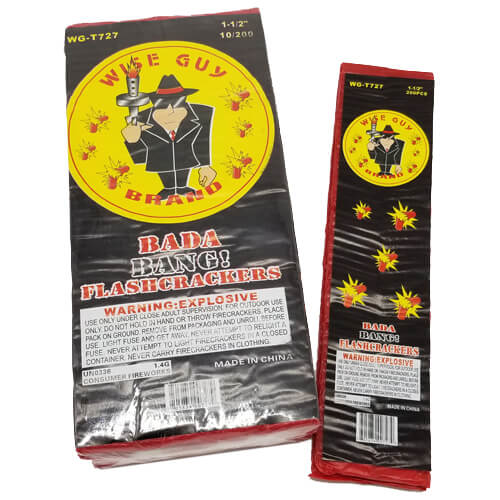 WG-T727
1-1/2"
10/200
WISE GUY
BRAND
BADA
BANG!
FLASHCRACKERS
WARNING:EXPLOSIVE
USE ONLY UNDER CLOSE ADULT SUPERVISION. FOR OUTDOOR USE
ONLY. DO NOT HOLD IN HAND OR THROW FIRECRACKERS. PLACE
PACK ON GROUND. REMOVE FROM PACKAGING AND UNROLL BEFORE
USE. LIGHT FUSE AND GET AWAY. NEVER ATTEMPT TO RELIGHT A
FUSE. NEVER ATTEMPT TO LIGHT FIRECRACKERS IN A CLOSED
CONTAINER. NEVER CARRY FIRECRACKERS IN CLOTHING.
UN0336 1.4G
CONSUMER FIREWORKS
MADE IN CHINA
WG-T727
1-1/2"
200PCS
WISE GUY
BRAND
BADA
BANG!
FLASHCRACKERS
WARNING:EXPLOSIVE
MADE IN CHINA